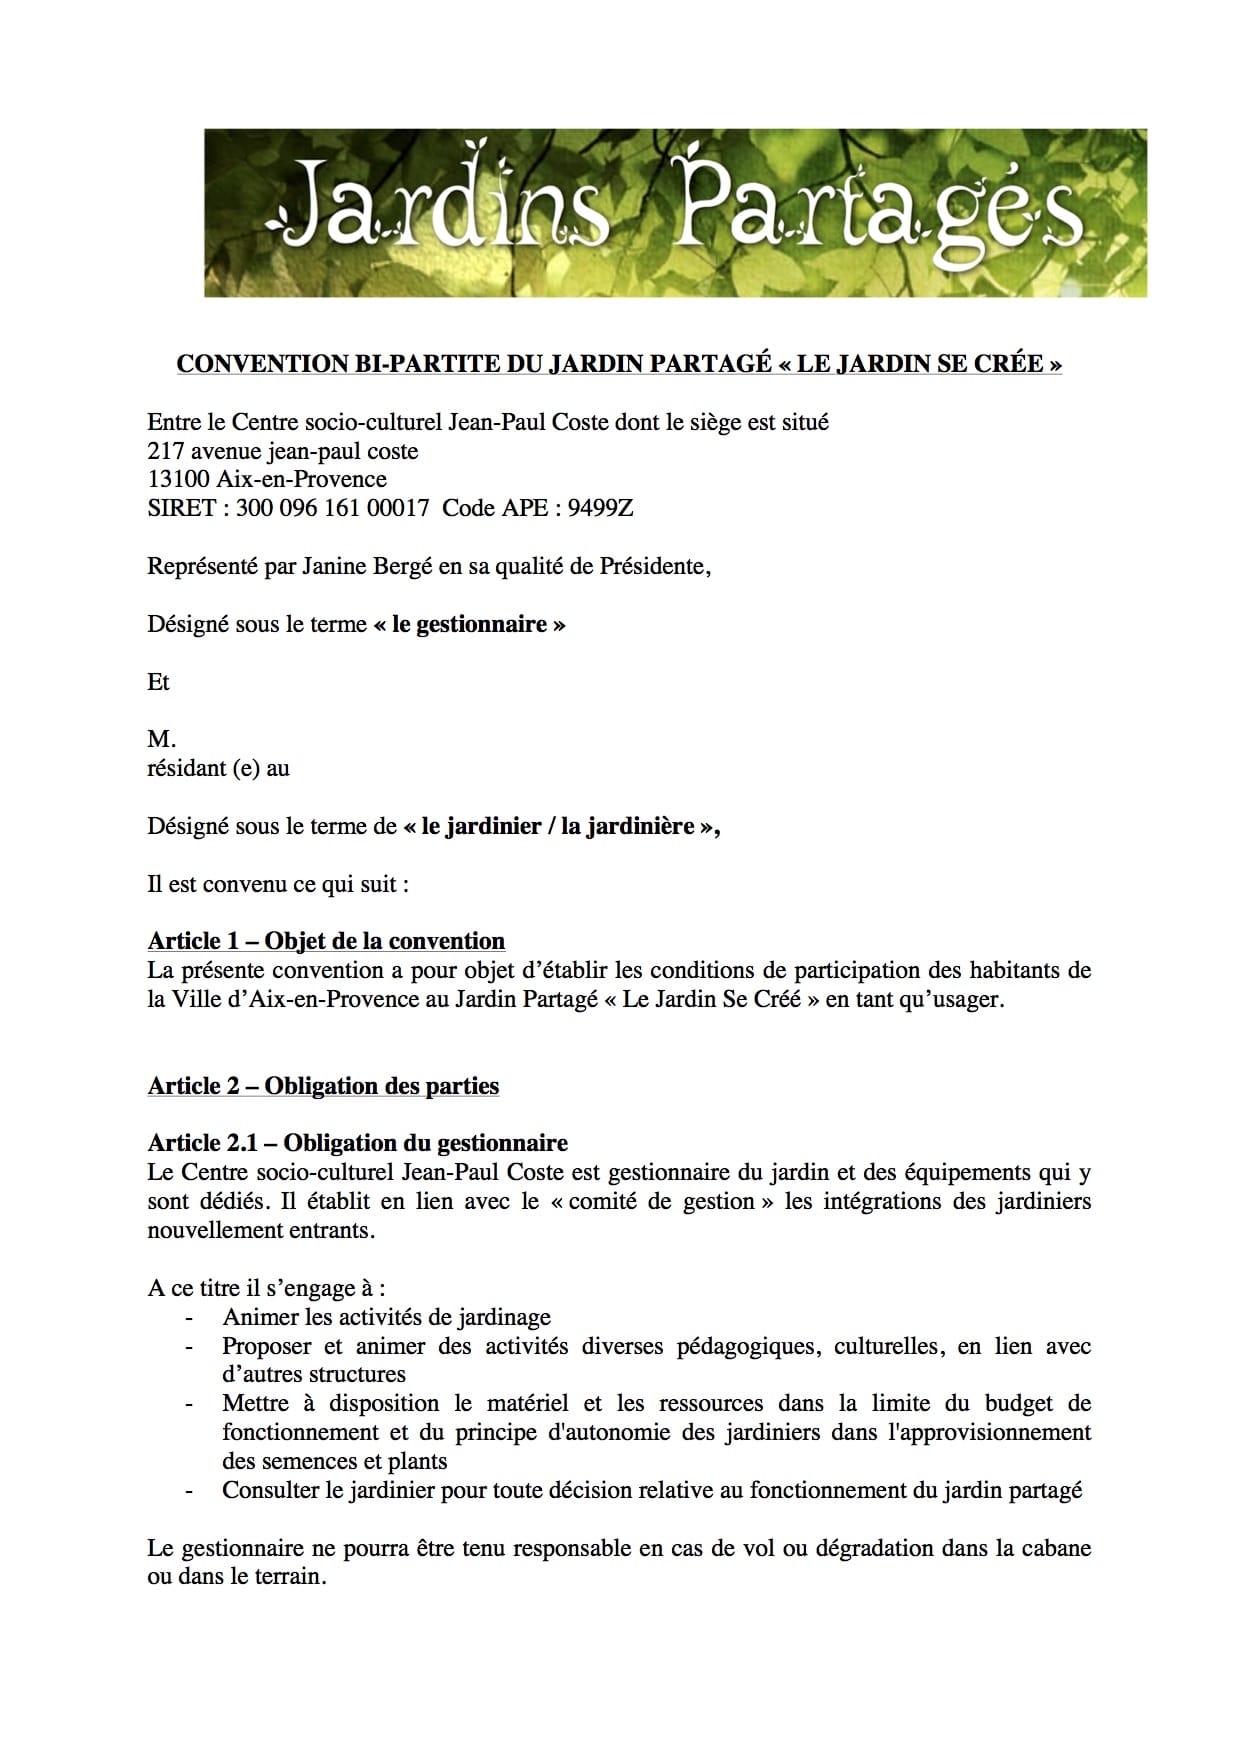 Jardins Partagés
CONVENTION BI-PARTITE DU JARDIN PARTAGÉ « LE JARDIN SE CRÉE »
Entre le Centre socio-culturel Jean-Paul Coste dont le siège est situé
217 avenue jean-paul coste
13100 Aix-en-Provence
SIRET : 300 096 161 00017  Code APE : 9499Z
Représenté par Janine Bergé en sa qualité de Présidente,
Désigné sous le terme « le gestionnaire »
Et
M.
résidant (e) au
Désigné sous le terme de « le jardinier / la jardinière »,
Il est convenu ce qui suit :
Article 1 – Objet de la convention
La présente convention a pour objet d’établir les conditions de participation des habitants de
la Ville d’Aix-en-Provence au Jardin Partagé « Le Jardin Se Créé » en tant qu’usager.
Article 2 – Obligation des parties
Article 2.1 – Obligation du gestionnaire
Le Centre socio-culturel Jean-Paul Coste est gestionnaire du jardin et des équipements qui y
sont dédiés. Il établit en lien avec le « comité de gestion » les intégrations des jardiniers
nouvellement entrants.
A ce titre il s’engage à :
- Animer les activités de jardinage
- Proposer et animer des activités diverses pédagogiques, culturelles, en lien avec
d’autres structures
- Mettre à disposition le matériel et les ressources dans la limite du budget de
fonctionnement et du principe d'autonomie des jardiniers dans l'approvisionnement
des semences et plants
- Consulter le jardinier pour toute décision relative au fonctionnement du jardin partagé
Le gestionnaire ne pourra être tenu responsable en cas de vol ou dégradation dans la cabane
ou dans le terrain.